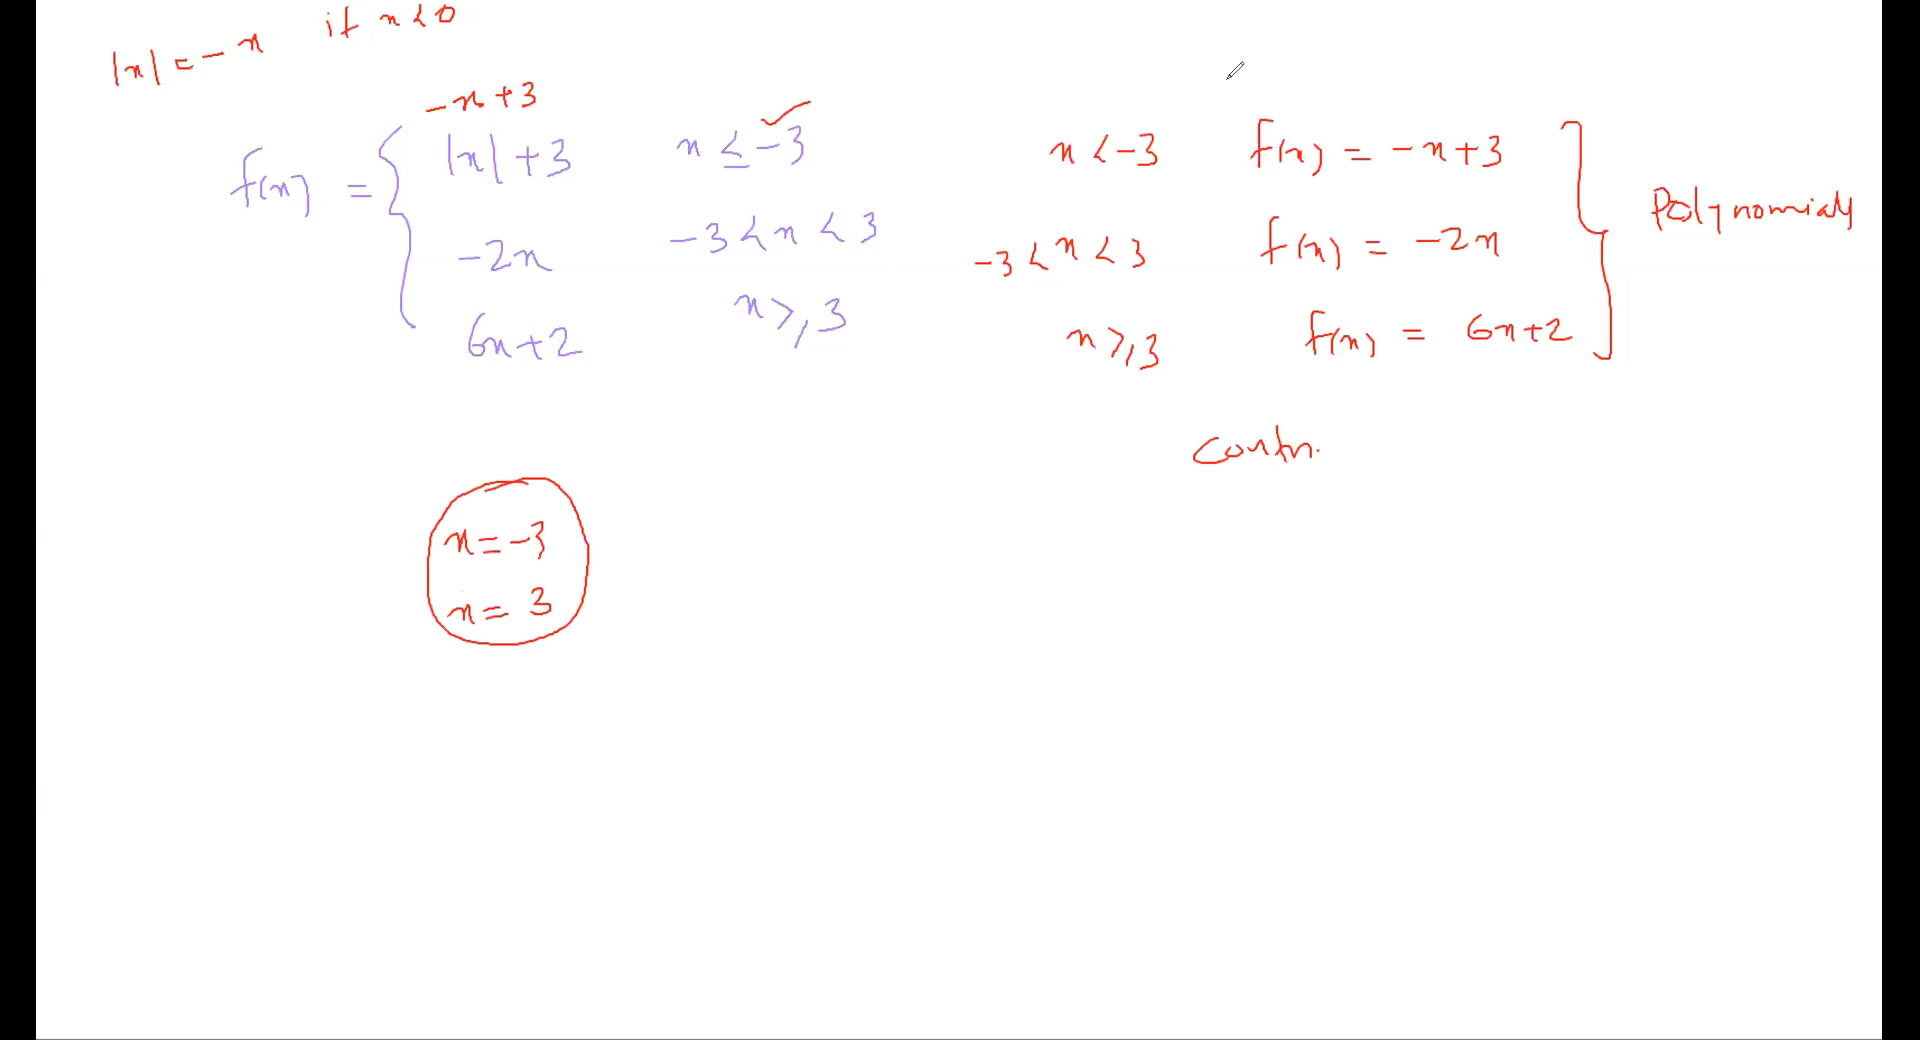 |x| = -x if x < 0
-x + 3
f(x) = { |x| + 3 x ≤ -3
-2x -3 < x < 3
6x + 2 x ≥ 3
x < -3 f(x) = -x + 3
-3 < x < 3 f(x) = -2x
x ≥ 3 f(x) = 6x + 2
} Polynomials
Contn.
x = -3
x = 3